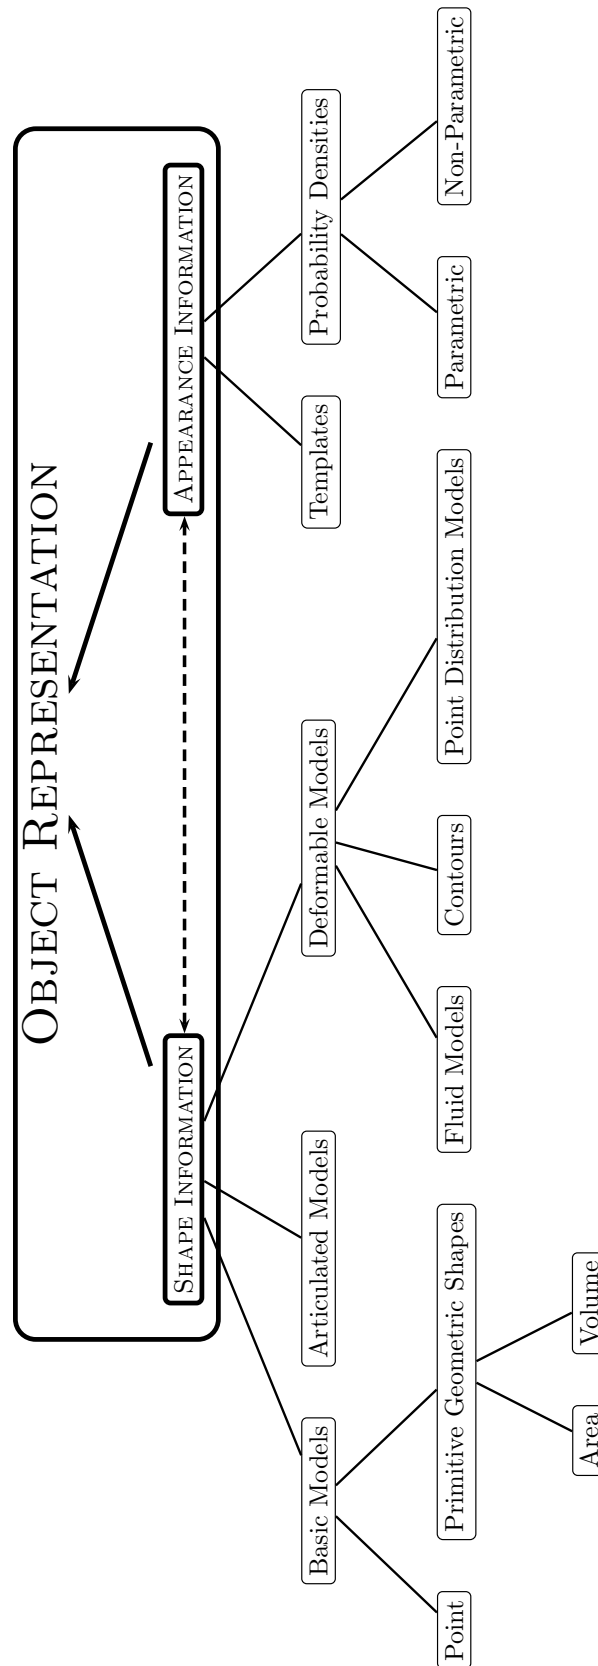 OBJECT REPRESENTATION
SHAPE INFORMATION
APPEARANCE INFORMATION
Basic Models
Articulated Models
Deformable Models
Templates
Probability Densities
Point
Primitive Geometric Shapes
Fluid Models
Contours
Point Distribution Models
Parametric
Non-Parametric
Area
Volume